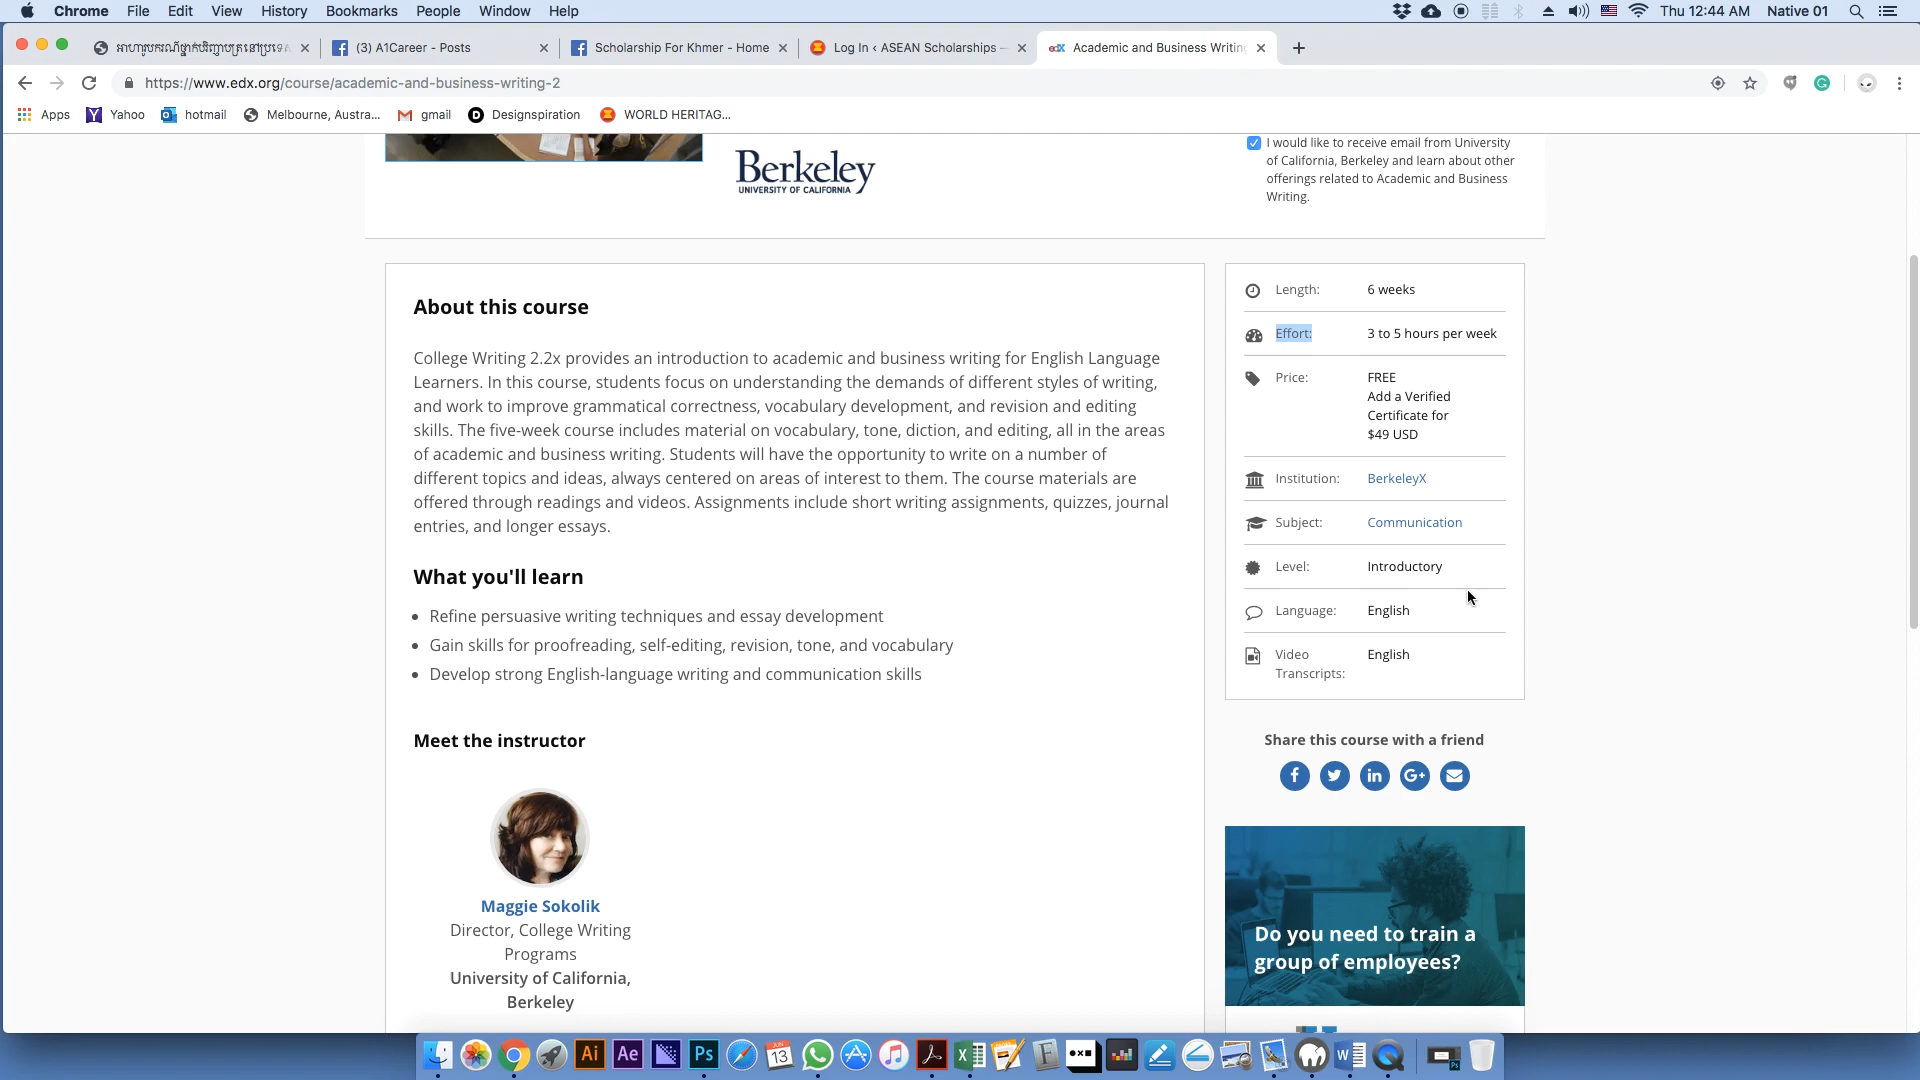 Chrome File Edit View History Bookmarks People Window Help Thu 12:44 AM Native 01
(3) A1Career - Posts
Scholarship For Khmer - Home
Log In ‹ ASEAN Scholarships
Academic and Business Writing
https://www.edx.org/course/academic-and-business-writing-2
Apps Yahoo hotmail Melbourne, Austra... gmail Designspiration WORLD HERITAG...
Berkeley
UNIVERSITY OF CALIFORNIA
I would like to receive email from University
of California, Berkeley and learn about other
offerings related to Academic and Business
Writing.
About this course
College Writing 2.2x provides an introduction to academic and business writing for English Language
Learners. In this course, students focus on understanding the demands of different styles of writing,
and work to improve grammatical correctness, vocabulary development, and revision and editing
skills. The five-week course includes material on vocabulary, tone, diction, and editing, all in the areas
of academic and business writing. Students will have the opportunity to write on a number of
different topics and ideas, always centered on areas of interest to them. The course materials are
offered through readings and videos. Assignments include short writing assignments, quizzes, journal
entries, and longer essays.
What you'll learn
• Refine persuasive writing techniques and essay development
• Gain skills for proofreading, self-editing, revision, tone, and vocabulary
• Develop strong English-language writing and communication skills
Meet the instructor
Maggie Sokolik
Director, College Writing
Programs
University of California,
Berkeley
Length: 6 weeks
Effort: 3 to 5 hours per week
Price: FREE
Add a Verified
Certificate for
$49 USD
Institution: BerkeleyX
Subject: Communication
Level: Introductory
Language: English
Video English
Transcripts:
Share this course with a friend
Do you need to train a
group of employees?
Ai Ae Ps JUN 13